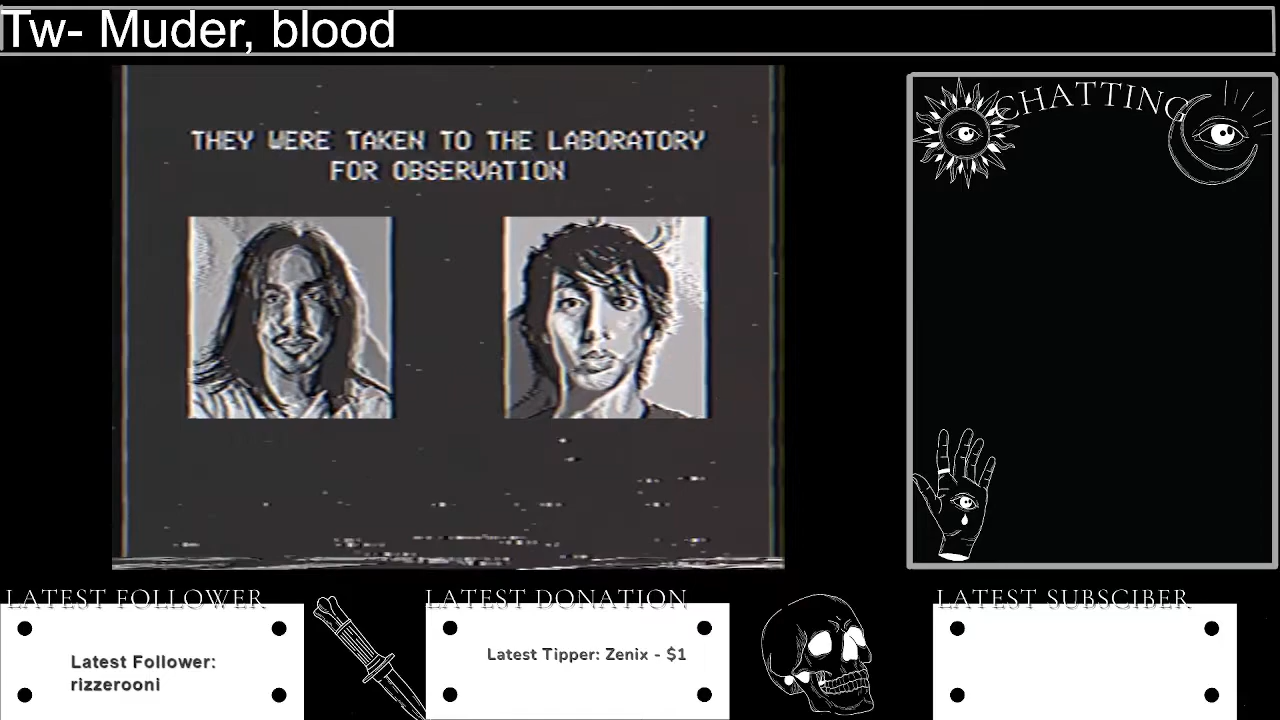 Tw- Muder, blood
CHATTING
THEY WERE TAKEN TO THE LABORATORY
FOR OBSERVATION
LATEST FOLLOWER
Latest Follower:
rizzerooni
LATEST DONATION
Latest Tipper: Zenix - $1
LATEST SUBSCIBER